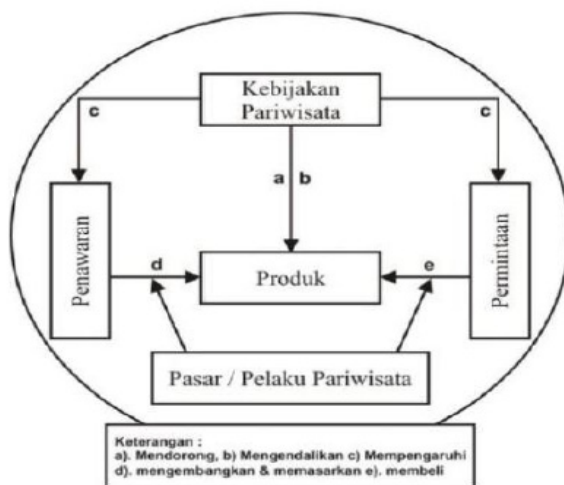 Kebijakan
Pariwisata
c
c
a
b
Penawaran
Permintaan
d
e
Produk
Pasar / Pelaku Pariwisata
Keterangan :
a). Mendorong, b) Mengendalikan c) Mempengaruhi
d). mengembangkan & memasarkan e). membeli